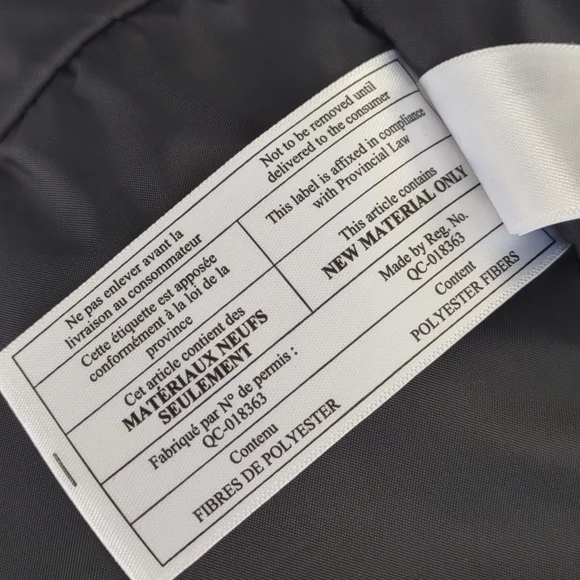 Ne pas enlever avant la
livraison au consommateur
Cette étiquette est apposée
conformément à la loi de la
province
Cet article contient des
MATÉRIAUX NEUFS
SEULEMENT
Fabriqué par N° de permis :
QC-018363
Contenu
FIBRES DE POLYESTER
Not to be removed until
delivered to the consumer
This label is affixed in compliance
with Provincial Law
This article contains
NEW MATERIAL ONLY
Made by Reg. No.
QC-018363
Content
POLYESTER FIBERS